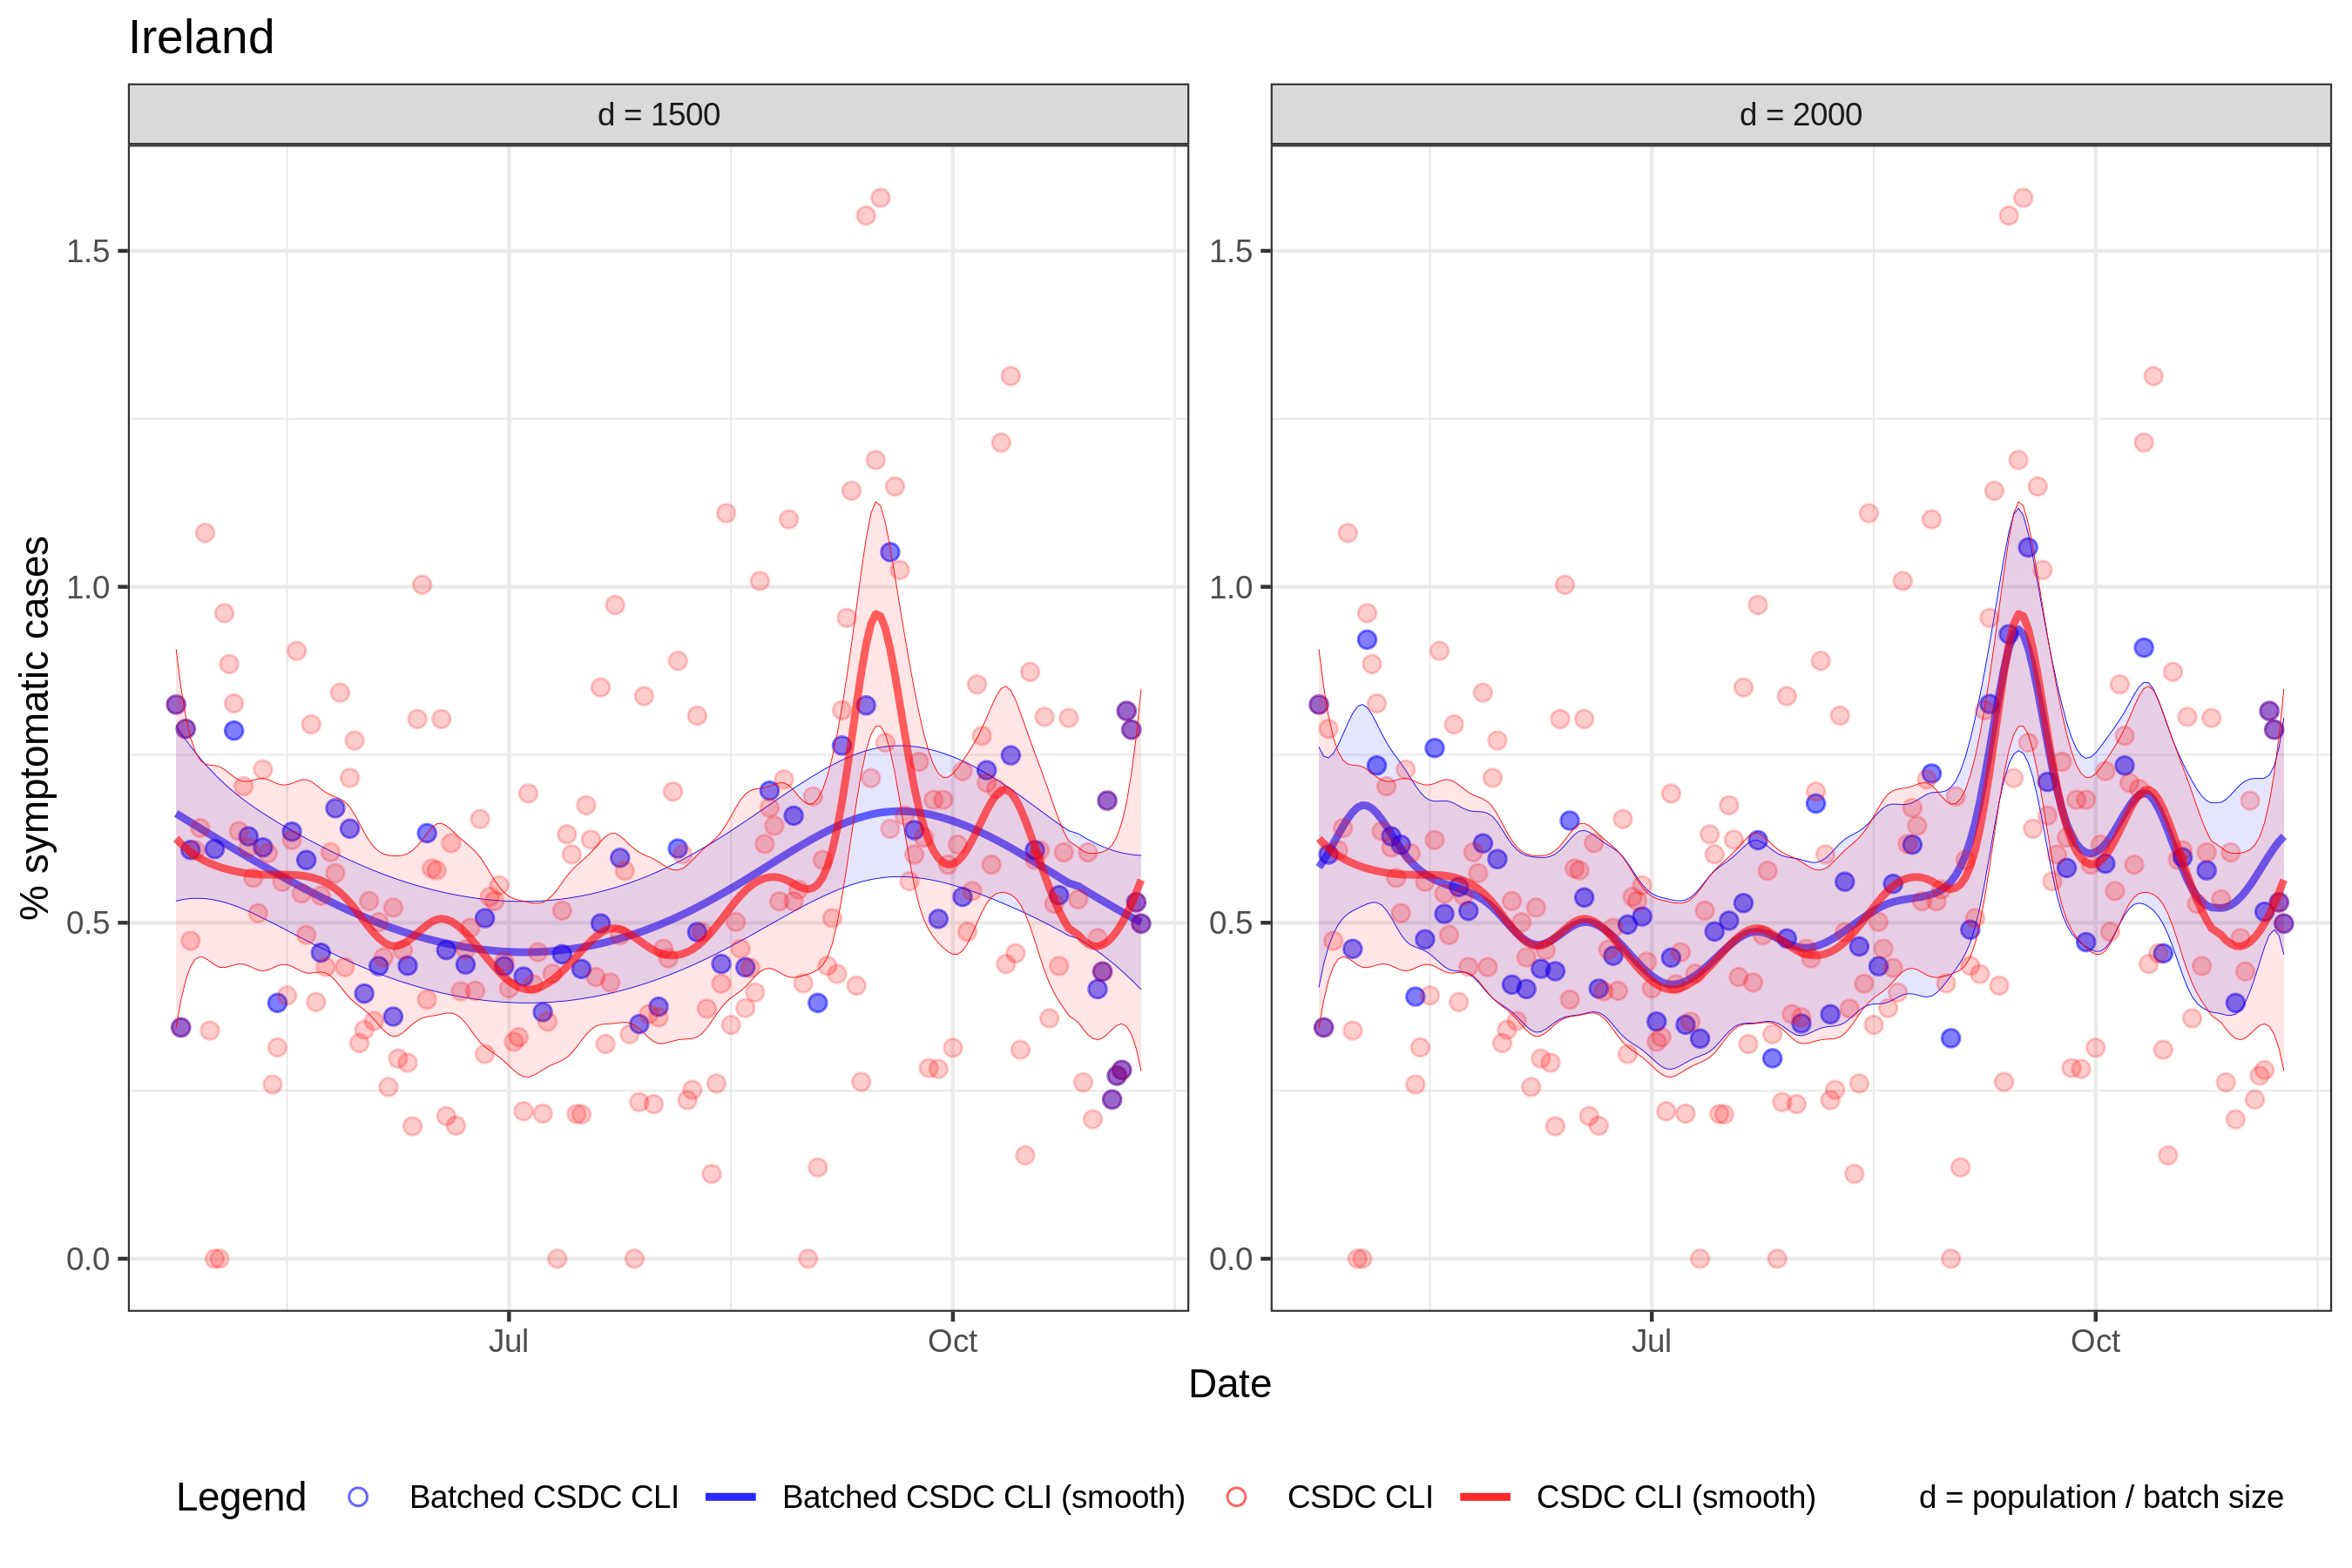 Ireland
d = 1500
d = 2000
% symptomatic cases
1.5
1.0
0.5
0.0
1.5
1.0
0.5
0.0
Jul
Oct
Jul
Oct
Date
Legend
Batched CSDC CLI
Batched CSDC CLI (smooth)
CSDC CLI
CSDC CLI (smooth)
d = population / batch size